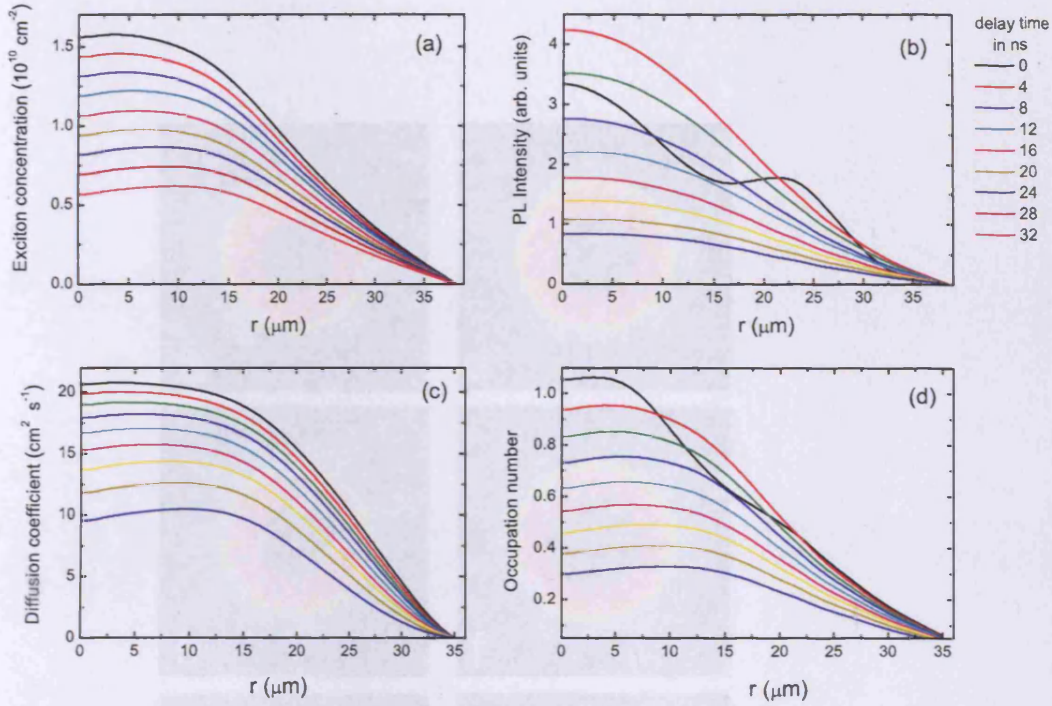 (a)
Exciton concentration (10¹⁰ cm⁻²)
1.5
1.0
0.5
0.0
0 5 10 15 20 25 30 35
r (μm)
(b)
PL Intensity (arb. units)
4
3
2
1
0
0 5 10 15 20 25 30 35
r (μm)
delay time
in ns
0
4
8
12
16
20
24
28
32
(c)
Diffusion coefficient (cm² s⁻¹)
20
15
10
5
0
0 5 10 15 20 25 30 35
r (μm)
(d)
Occupation number
1.0
0.8
0.6
0.4
0.2
0 5 10 15 20 25 30 35
r (μm)